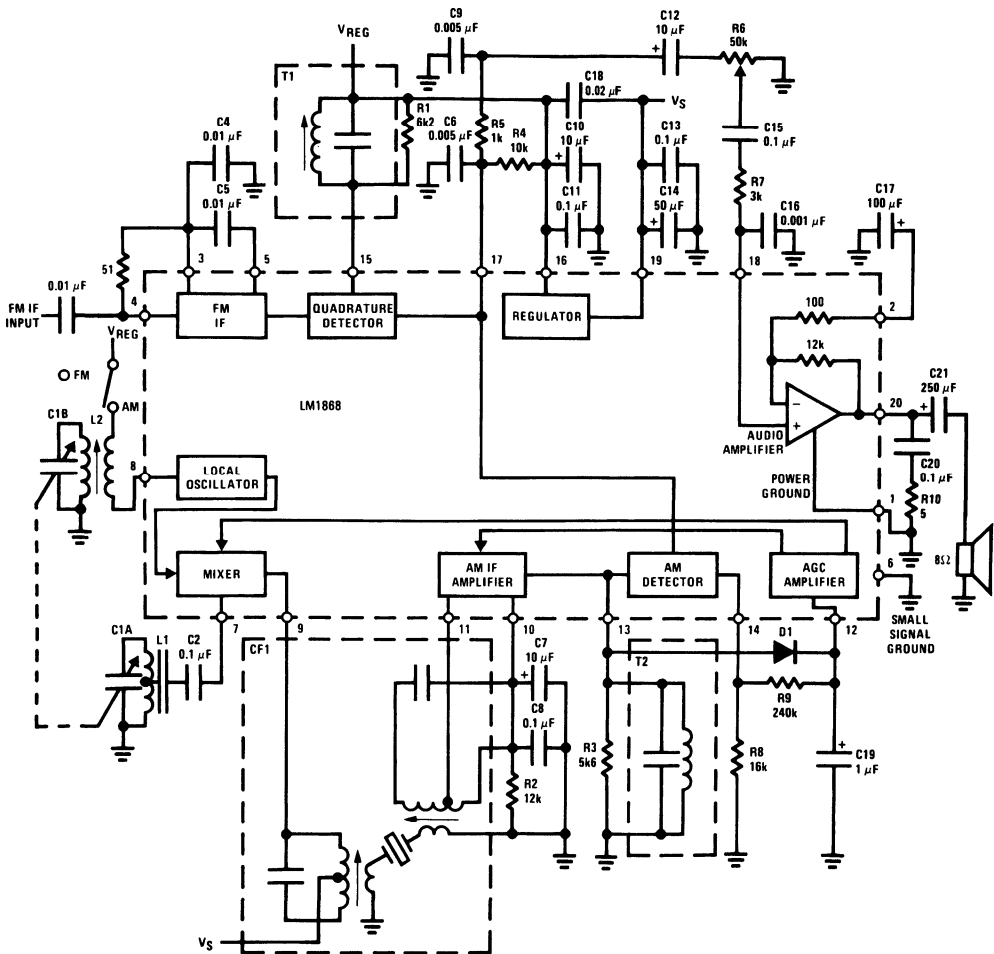 C9
0.005 µF
C12
10 µF
+
R6
50k
VREG
T1
C18
0.02 µF
VS
R1
6k2
C6
0.005 µF
R5
1k
R4
10k
C10
10 µF
+
C13
0.1 µF
C15
0.1 µF
C4
0.01 µF
C5
0.01 µF
C11
0.1 µF
C14
50 µF
+
R7
3k
C16
0.001 µF
C17
100 µF
+
51
3
5
15
17
16
19
18
0.01 µF
FM IF
INPUT
4
FM
IF
QUADRATURE
DETECTOR
REGULATOR
100
2
12k
VREG
FM
AM
LM1868
C1B
L2
8
LOCAL
OSCILLATOR
−
+
AUDIO
AMPLIFIER
20
C21
250 µF
+
C20
0.1 µF
R10
5
POWER
GROUND
1
8Ω
MIXER
AM IF
AMPLIFIER
AM
DETECTOR
AGC
AMPLIFIER
6
SMALL
SIGNAL
GROUND
7
9
11
10
13
14
12
C1A
L1
C2
0.1 µF
CF1
C7
10 µF
+
C8
0.1 µF
R2
12k
T2
D1
R9
240k
R3
5k6
R8
16k
C19
1 µF
+
VS